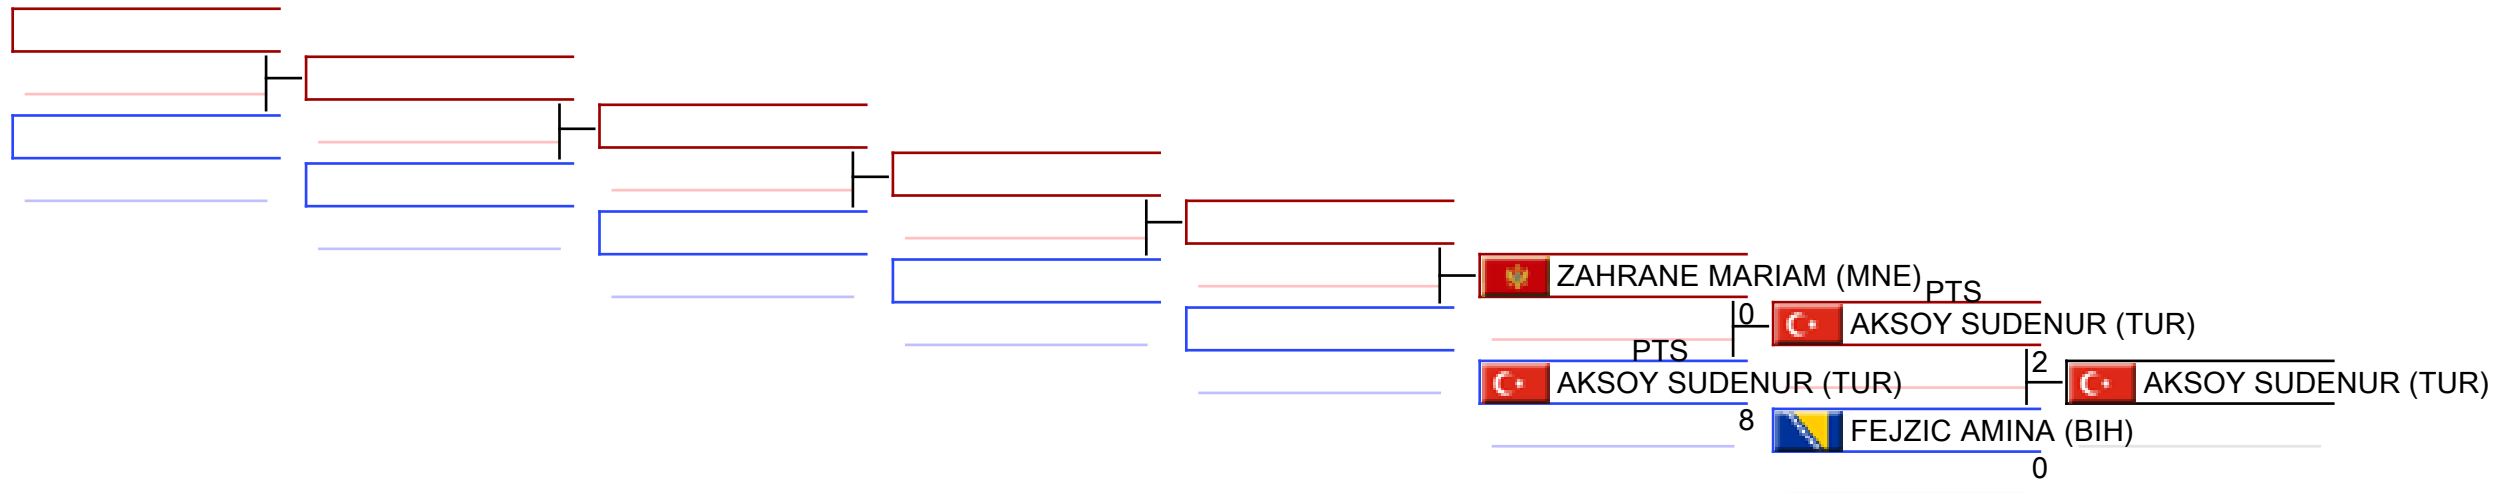 ZAHRANE MARIAM (MNE)
0
PTS
AKSOY SUDENUR (TUR)
8
PTS
AKSOY SUDENUR (TUR)
2
FEJZIC AMINA (BIH)
0
AKSOY SUDENUR (TUR)